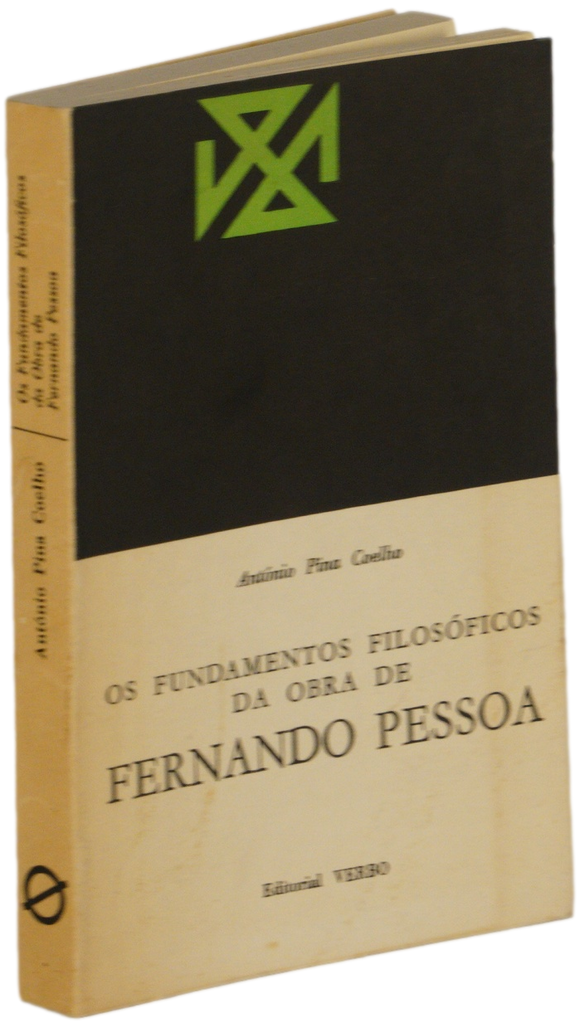 António Pina Coelho
OS FUNDAMENTOS FILOSÓFICOS
DA OBRA DE
FERNANDO PESSOA
Editorial VERBO
Os Fundamentos Filosóficos
da Obra de
Fernando Pessoa
António Pina Coelho